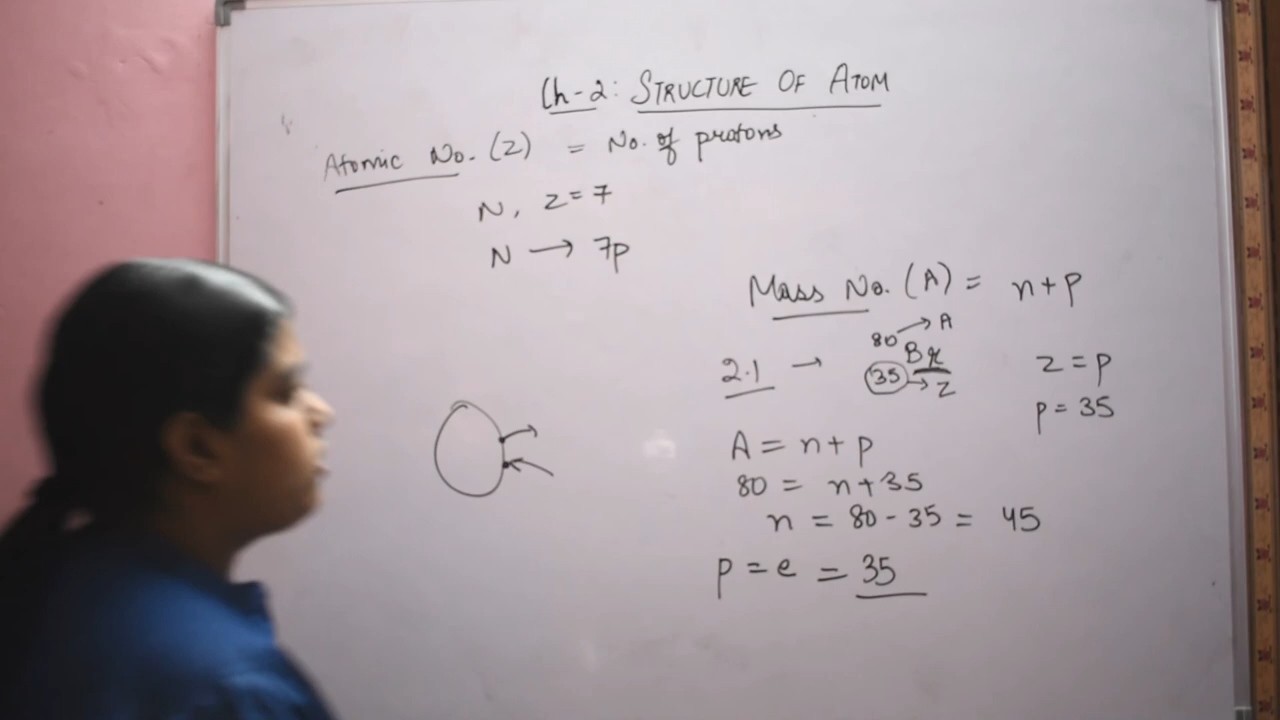 Ch-2: STRUCTURE OF ATOM
Atomic No. (Z) = No. of protons
N, Z=7
N → 7p
Mass No. (A) = n+p
2.1 → 80 → A
Br
35 → Z
Z = p
p = 35
A = n+p
80 = n+35
n = 80-35 = 45
p = e = 35